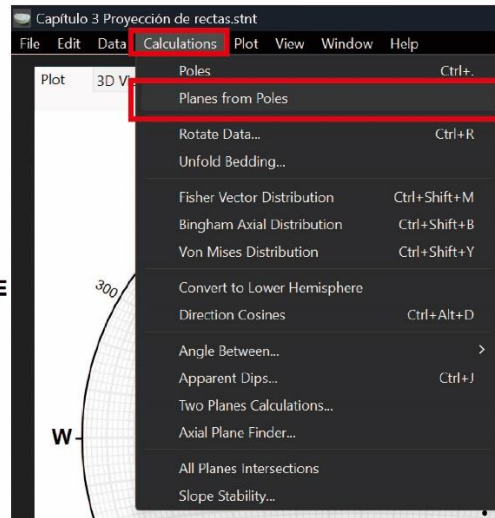 Capítulo 3 Proyección de rectas.stnt
File Edit Data Calculations Plot View Window Help
Plot 3D Vi
Poles Ctrl+.
Planes from Poles
Rotate Data... Ctrl+R
Unfold Bedding...
Fisher Vector Distribution Ctrl+Shift+M
Bingham Axial Distribution Ctrl+Shift+B
Von Mises Distribution Ctrl+Shift+Y
Convert to Lower Hemisphere
Direction Cosines Ctrl+Alt+D
Angle Between... >
Apparent Dips... Ctrl+J
Two Planes Calculations...
Axial Plane Finder...
All Planes Intersections
Slope Stability...
E
300
W